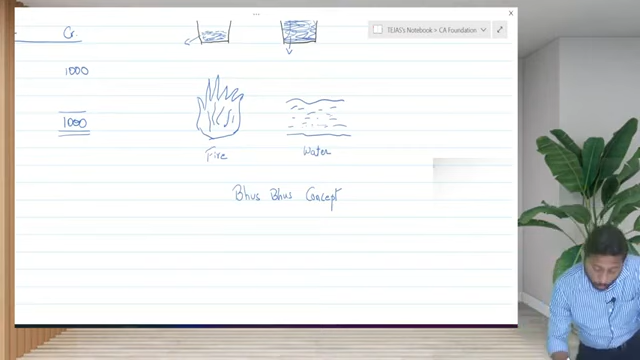 TEJAS's Notebook > CA Foundation
Cr.
1000
1000
Fire
Water
Bhus Bhus Concept